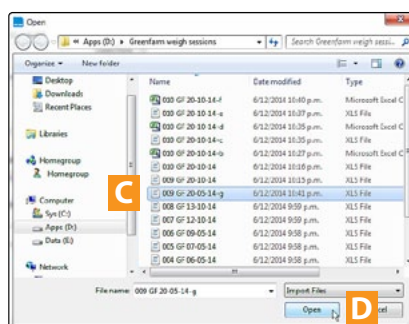 Open
Apps (D:) ▸ Greenfarm weigh sessions
Search Greenfarm weigh sessi...
Organize
New folder
Desktop
Downloads
Recent Places
Libraries
Homegroup
Homegroup
Computer
Sys (C:)
Apps (D:)
Data (E:)
Network
Name Date modified Type
010 GF 20-10-14-f 6/12/2014 10:40 p.m. Microsoft Excel C
010 GF 20-10-14-e 6/12/2014 10:37 p.m. XLS File
010 GF 20-10-14-d 6/12/2014 10:35 p.m. Microsoft Excel C
010 GF 20-10-14-c 6/12/2014 10:35 p.m. XLS File
010 GF 20-10-14-b 6/12/2014 10:27 p.m. Microsoft Excel C
010 GF 20-10-14 6/12/2014 10:16 p.m. XLS File
009 GF 20-10-14 6/12/2014 10:15 p.m. XLS File
009 GF 20-05-14-g 6/12/2014 10:41 p.m. XLS File
008 GF 13-10-14 6/12/2014 9:59 p.m. XLS File
007 GF 12-10-14 6/12/2014 9:59 p.m. XLS File
006 GF 09-05-14 6/12/2014 9:58 p.m. XLS File
005 GF 07-05-14 6/12/2014 9:58 p.m. XLS File
004 GF 06-05-14 6/12/2014 9:58 p.m. XLS File
C
File name: 009 GF 20-05-14-g
Import Files
Open
D
cel